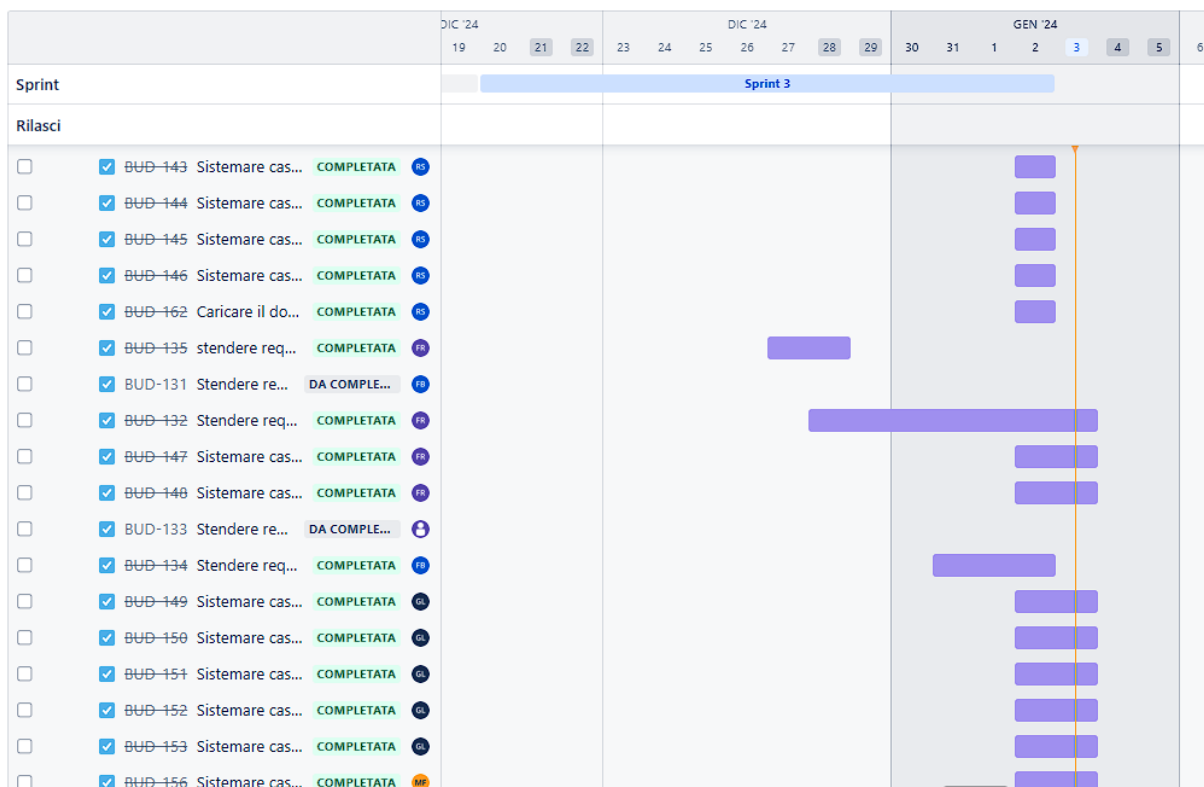 DIC '24 DIC '24 GEN '24
19 20 21 22 23 24 25 26 27 28 29 30 31 1 2 3 4 5 6
Sprint Sprint 3
Rilasci
BUD-143 Sistemare cas... COMPLETATA RS
BUD-144 Sistemare cas... COMPLETATA RS
BUD-145 Sistemare cas... COMPLETATA RS
BUD-146 Sistemare cas... COMPLETATA RS
BUD-162 Caricare il do... COMPLETATA RS
BUD-135 stendere req... COMPLETATA FR
BUD-131 Stendere re... DA COMPLE... FB
BUD-132 Stendere req... COMPLETATA FR
BUD-147 Sistemare cas... COMPLETATA FR
BUD-148 Sistemare cas... COMPLETATA FR
BUD-133 Stendere re... DA COMPLE...
BUD-134 Stendere req... COMPLETATA FB
BUD-149 Sistemare cas... COMPLETATA GL
BUD-150 Sistemare cas... COMPLETATA GL
BUD-151 Sistemare cas... COMPLETATA GL
BUD-152 Sistemare cas... COMPLETATA GL
BUD-153 Sistemare cas... COMPLETATA GL
BUD-156 Sistemare cas... COMPLETATA MF